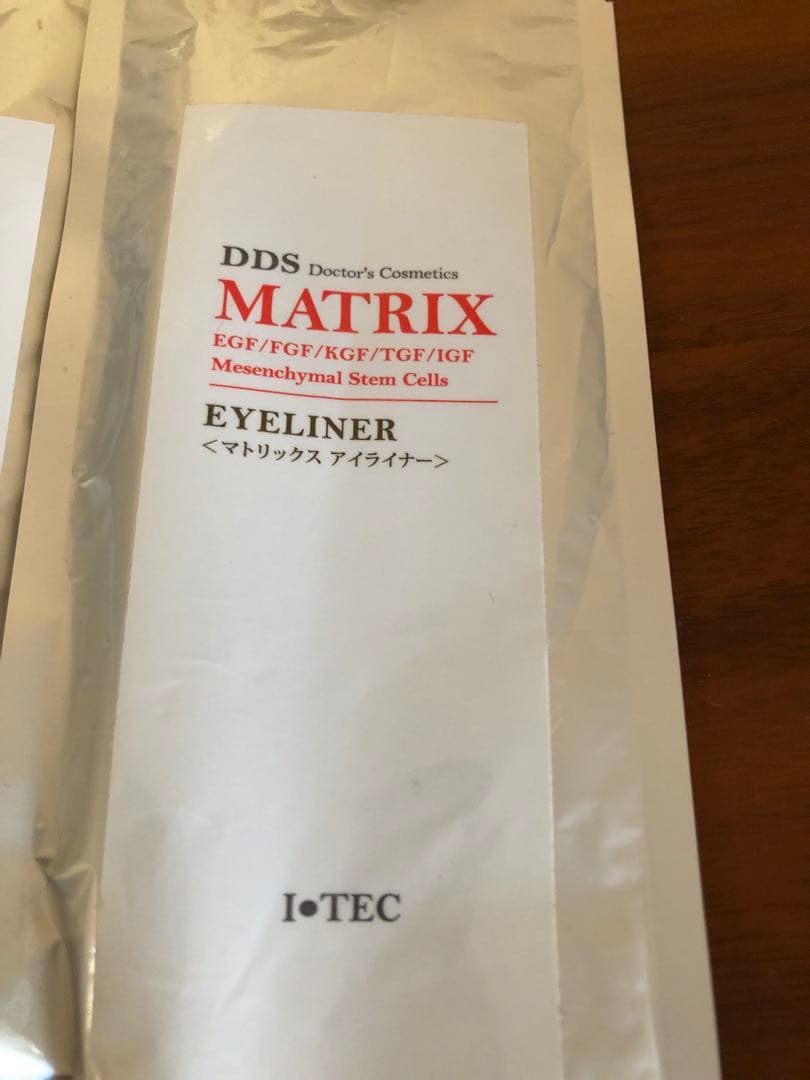 DDS Doctor's Cosmetics
MATRIX
EGF/FGF/KGF/TGF/IGF
Mesenchymal Stem Cells
EYELINER
<マトリックス アイライナー>
I●TEC